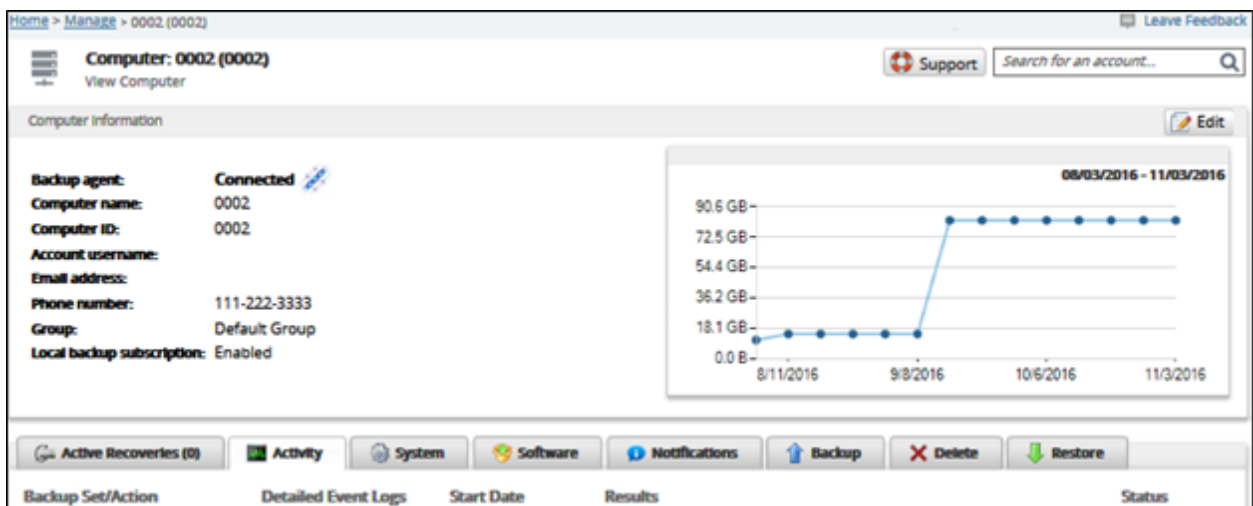 Home > Manage > 0002 (0002)
Leave Feedback
Computer: 0002 (0002)
View Computer
Support
Search for an account...
Computer Information
Edit
Backup agent: Connected
Computer name: 0002
Computer ID: 0002
Account username:
Email address:
Phone number: 111-222-3333
Group: Default Group
Local backup subscription: Enabled
08/03/2016 - 11/03/2016
90.6 GB
72.5 GB
54.4 GB
36.2 GB
18.1 GB
0.0 B
8/11/2016 9/8/2016 10/6/2016 11/3/2016
Active Recoveries (0) Activity System Software Notifications Backup Delete Restore
Backup Set/Action Detailed Event Logs Start Date Results Status